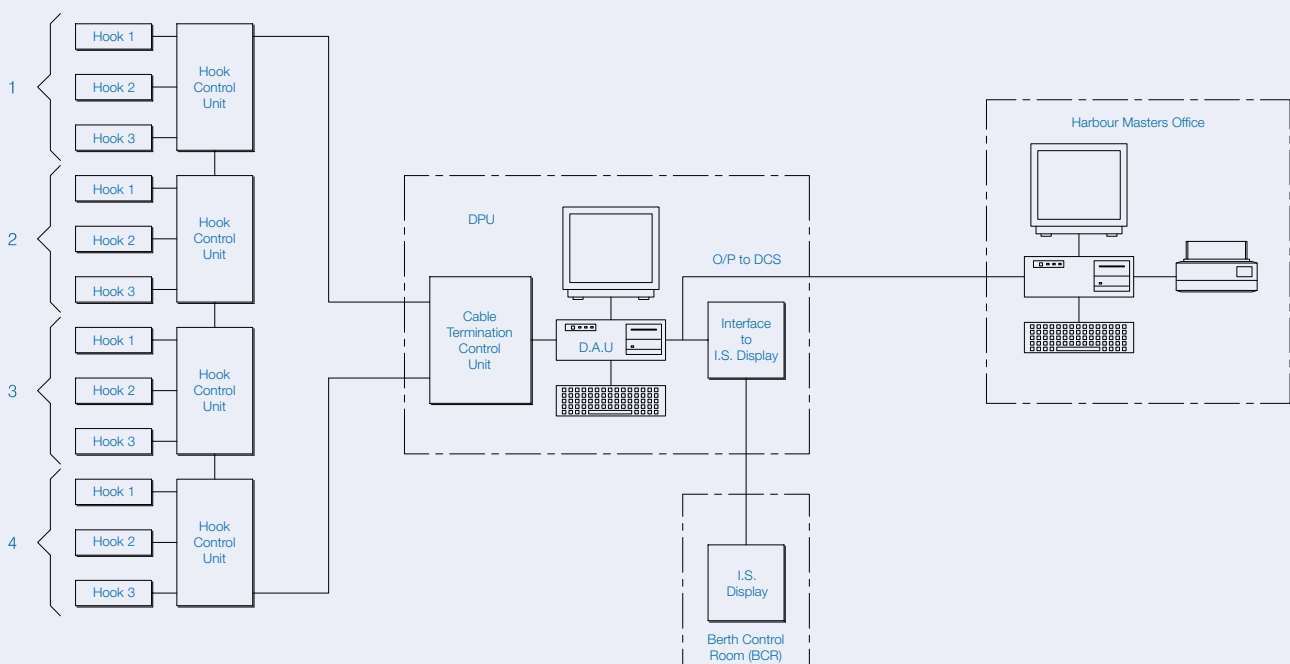 1
Hook 1
Hook 2
Hook 3
Hook
Control
Unit
2
Hook 1
Hook 2
Hook 3
Hook
Control
Unit
3
Hook 1
Hook 2
Hook 3
Hook
Control
Unit
4
Hook 1
Hook 2
Hook 3
Hook
Control
Unit
DPU
Cable
Termination
Control
Unit
D.A.U
O/P to DCS
Interface
to
I.S. Display
I.S.
Display
Berth Control
Room (BCR)
Harbour Masters Office